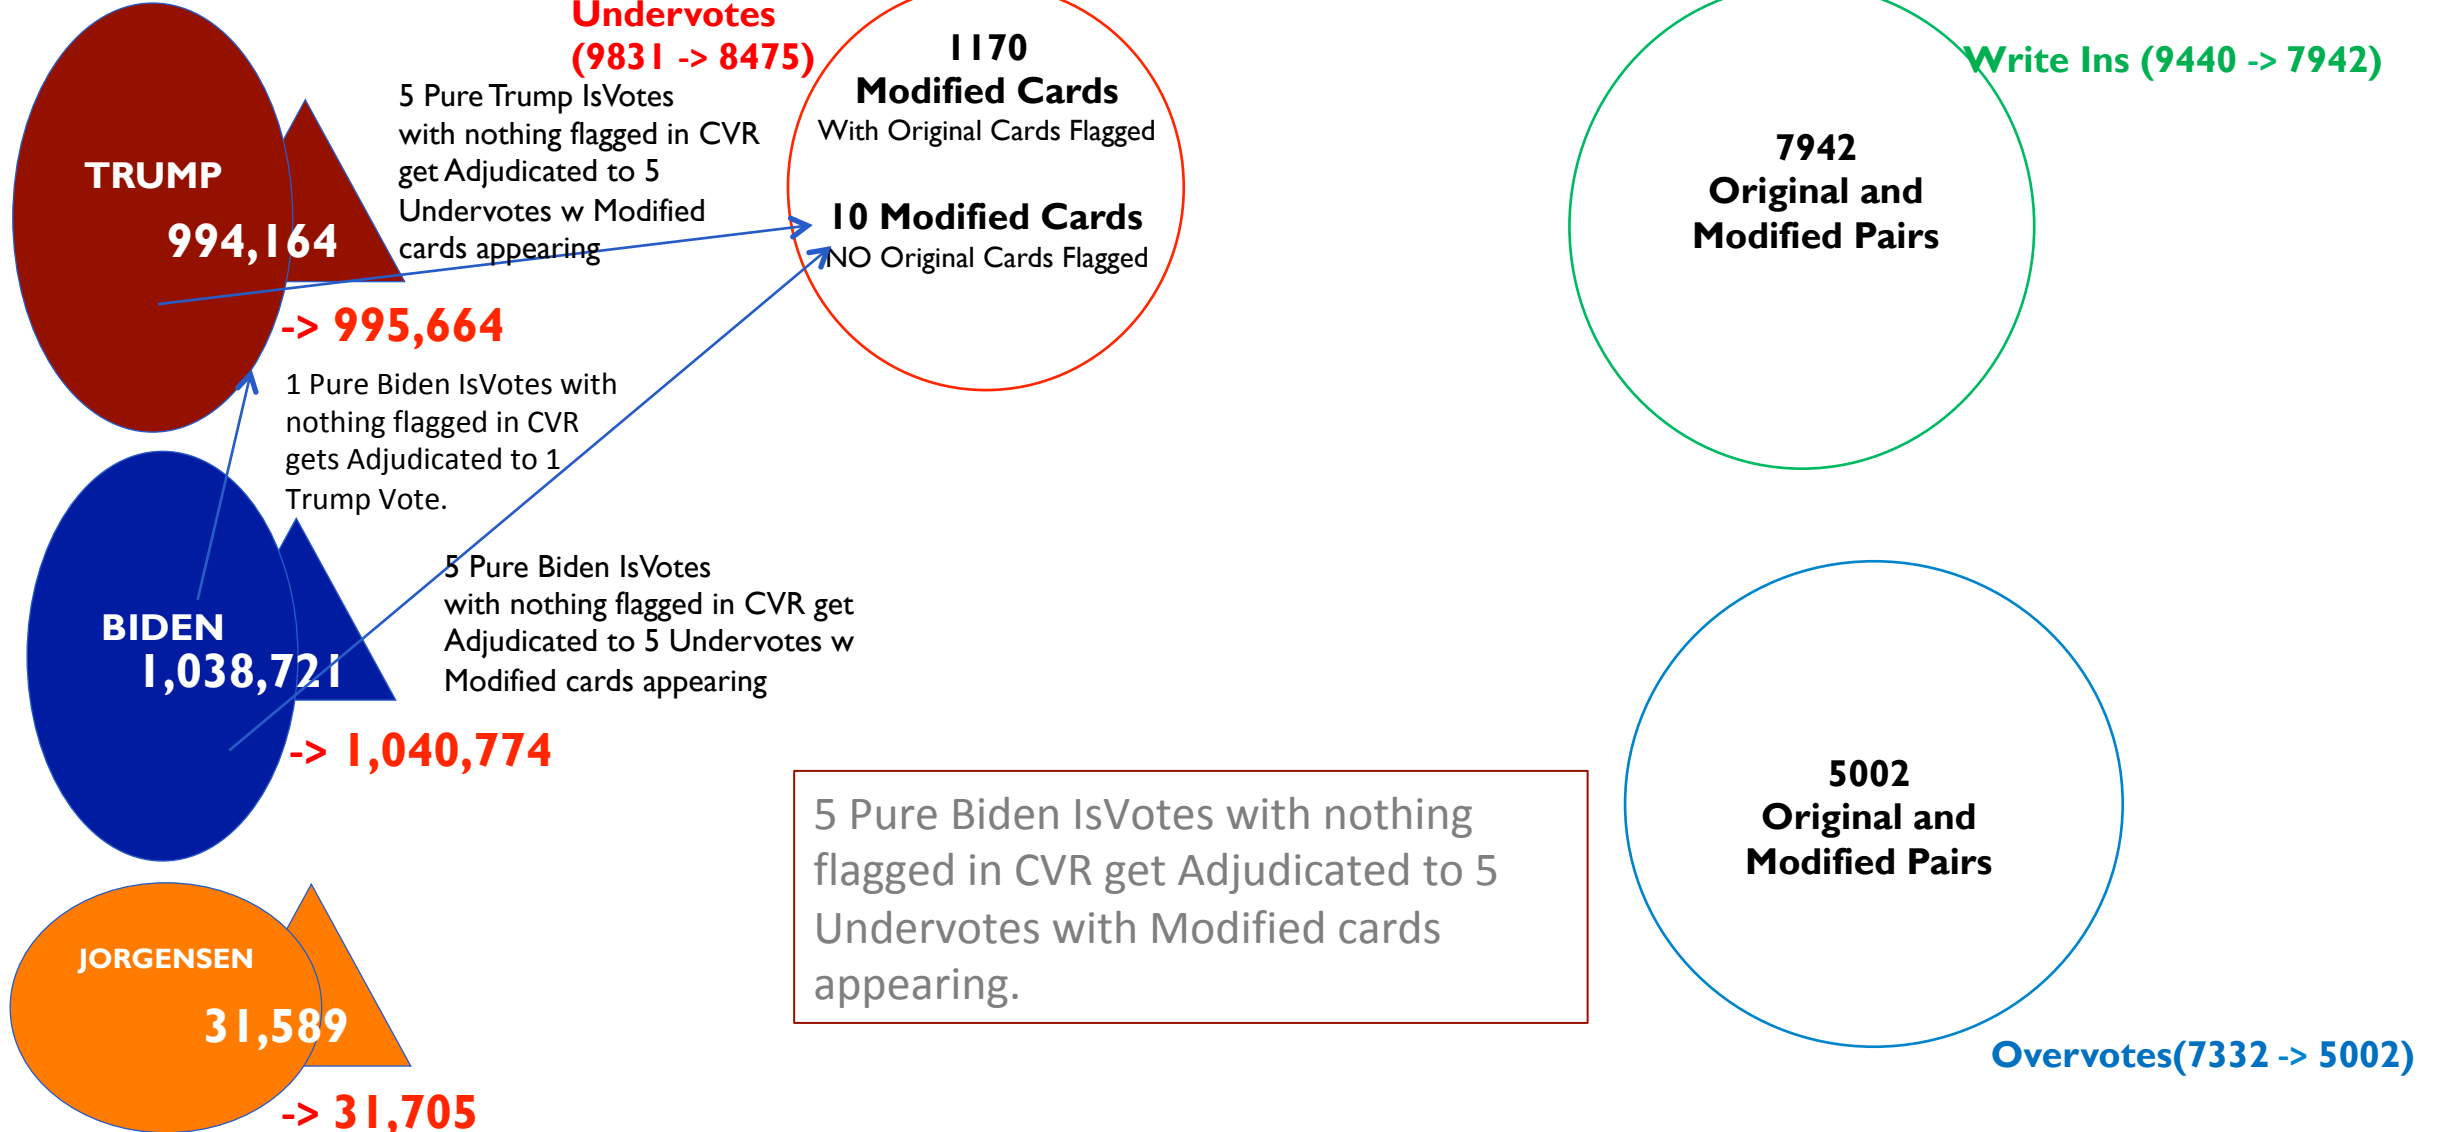 Undervotes
(9831 -> 8475)
5 Pure Trump IsVotes
with nothing flagged in CVR
get Adjudicated to 5
Undervotes w Modified
cards appearing
TRUMP
994,164
-> 995,664
1170
Modified Cards
With Original Cards Flagged
10 Modified Cards
NO Original Cards Flagged
Write Ins (9440 -> 7942)
7942
Original and
Modified Pairs
1 Pure Biden IsVotes with
nothing flagged in CVR
gets Adjudicated to 1
Trump Vote.
BIDEN
1,038,721
-> 1,040,774
5 Pure Biden IsVotes
with nothing flagged in CVR get
Adjudicated to 5 Undervotes w
Modified cards appearing
5 Pure Biden IsVotes with nothing
flagged in CVR get Adjudicated to 5
Undervotes with Modified cards
appearing.
5002
Original and
Modified Pairs
Overvotes(7332 -> 5002)
JORGENSEN
31,589
-> 31,705